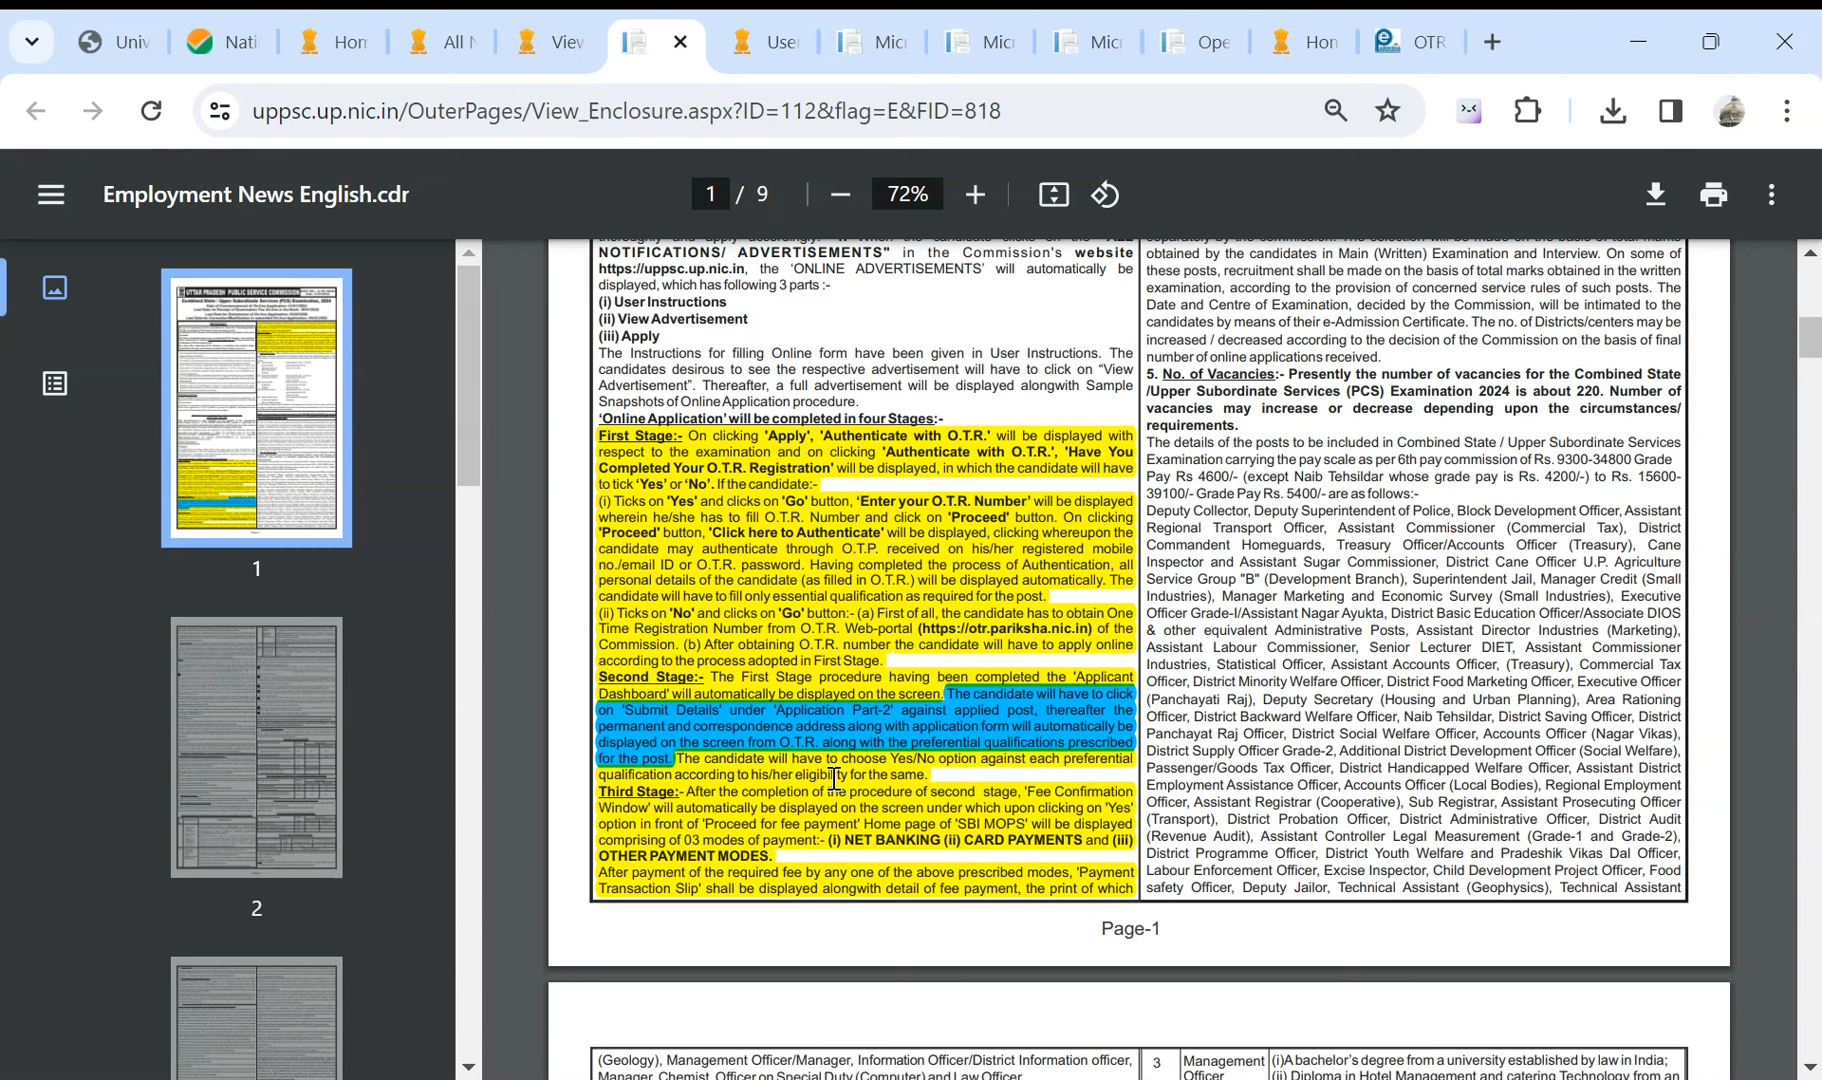 Univ
Nati
Hon
All N
View
User
Micr
Micr
Micr
Ope
Hon
OTR
uppsc.up.nic.in/OuterPages/View_Enclosure.aspx?ID=112&flag=E&FID=818
Employment News English.cdr
1 / 9
72%
UTTAR PRADESH PUBLIC SERVICE COMMISSION
Combined State / Upper Subordinate Services (PCS) Examination, 2024
1
2
NOTIFICATIONS/ ADVERTISEMENTS" in the Commission's website
https://uppsc.up.nic.in, the 'ONLINE ADVERTISEMENTS' will automatically be
displayed, which has following 3 parts :-
(i) User Instructions
(ii) View Advertisement
(iii) Apply
The Instructions for filling Online form have been given in User Instructions. The
candidates desirous to see the respective advertisement will have to click on "View
Advertisement". Thereafter, a full advertisement will be displayed alongwith Sample
Snapshots of Online Application procedure.
'Online Application' will be completed in four Stages:-
First Stage:- On clicking 'Apply', 'Authenticate with O.T.R.' will be displayed with
respect to the examination and on clicking 'Authenticate with O.T.R.', 'Have You
Completed Your O.T.R. Registration' will be displayed, in which the candidate will have
to tick 'Yes' or 'No'. If the candidate:-
(i) Ticks on 'Yes' and clicks on 'Go' button, 'Enter your O.T.R. Number' will be displayed
wherein he/she has to fill O.T.R. Number and click on 'Proceed' button. On clicking
'Proceed' button, 'Click here to Authenticate' will be displayed, clicking whereupon the
candidate may authenticate through O.T.P. received on his/her registered mobile
no./email ID or O.T.R. password. Having completed the process of Authentication, all
personal details of the candidate (as filled in O.T.R.) will be displayed automatically. The
candidate will have to fill only essential qualification as required for the post.
(ii) Ticks on 'No' and clicks on 'Go' button:- (a) First of all, the candidate has to obtain One
Time Registration Number from O.T.R. Web-portal (https://otr.pariksha.nic.in) of the
Commission. (b) After obtaining O.T.R. number the candidate will have to apply online
according to the process adopted in First Stage.
Second Stage:- The First Stage procedure having been completed the 'Applicant
Dashboard' will automatically be displayed on the screen. The candidate will have to click
on 'Submit Details' under 'Application Part-2' against applied post, thereafter the
permanent and correspondence address along with application form will automatically be
displayed on the screen from O.T.R. along with the preferential qualifications prescribed
for the post. The candidate will have to choose Yes/No option against each preferential
qualification according to his/her eligibility for the same.
Third Stage:- After the completion of the procedure of second stage, 'Fee Confirmation
Window' will automatically be displayed on the screen under which upon clicking on 'Yes'
option in front of 'Proceed for fee payment' Home page of 'SBI MOPS' will be displayed
comprising of 03 modes of payment:- (i) NET BANKING (ii) CARD PAYMENTS and (iii)
OTHER PAYMENT MODES.
After payment of the required fee by any one of the above prescribed modes, 'Payment
Transaction Slip' shall be displayed alongwith detail of fee payment, the print of which
obtained by the candidates in Main (Written) Examination and Interview. On some of
these posts, recruitment shall be made on the basis of total marks obtained in the written
examination, according to the provision of concerned service rules of such posts. The
Date and Centre of Examination, decided by the Commission, will be intimated to the
candidates by means of their e-Admission Certificate. The no. of Districts/centers may be
increased / decreased according to the decision of the Commission on the basis of final
number of online applications received.
5. No. of Vacancies:- Presently the number of vacancies for the Combined State
/Upper Subordinate Services (PCS) Examination 2024 is about 220. Number of
vacancies may increase or decrease depending upon the circumstances/
requirements.
The details of the posts to be included in Combined State / Upper Subordinate Services
Examination carrying the pay scale as per 6th pay commission of Rs. 9300-34800 Grade
Pay Rs 4600/- (except Naib Tehsildar whose grade pay is Rs. 4200/-) to Rs. 15600-
39100/- Grade Pay Rs. 5400/- are as follows:-
Deputy Collector, Deputy Superintendent of Police, Block Development Officer, Assistant
Regional Transport Officer, Assistant Commissioner (Commercial Tax), District
Commandent Homeguards, Treasury Officer/Accounts Officer (Treasury), Cane
Inspector and Assistant Sugar Commissioner, District Cane Officer U.P. Agriculture
Service Group "B" (Development Branch), Superintendent Jail, Manager Credit (Small
Industries), Manager Marketing and Economic Survey (Small Industries), Executive
Officer Grade-I/Assistant Nagar Ayukta, District Basic Education Officer/Associate DIOS
& other equivalent Administrative Posts, Assistant Director Industries (Marketing),
Assistant Labour Commissioner, Senior Lecturer DIET, Assistant Commissioner
Industries, Statistical Officer, Assistant Accounts Officer, (Treasury), Commercial Tax
Officer, District Minority Welfare Officer, District Food Marketing Officer, Executive Officer
(Panchayati Raj), Deputy Secretary (Housing and Urban Planning), Area Rationing
Officer, District Backward Welfare Officer, Naib Tehsildar, District Saving Officer, District
Panchayat Raj Officer, District Social Welfare Officer, Accounts Officer (Nagar Vikas),
District Supply Officer Grade-2, Additional District Development Officer (Social Welfare),
Passenger/Goods Tax Officer, District Handicapped Welfare Officer, Assistant District
Employment Assistance Officer, Accounts Officer (Local Bodies), Regional Employment
Officer, Assistant Registrar (Cooperative), Sub Registrar, Assistant Prosecuting Officer
(Transport), District Probation Officer, District Administrative Officer, District Audit
(Revenue Audit), Assistant Controller Legal Measurement (Grade-1 and Grade-2),
District Programme Officer, District Youth Welfare and Pradeshik Vikas Dal Officer,
Labour Enforcement Officer, Excise Inspector, Child Development Project Officer, Food
safety Officer, Deputy Jailor, Technical Assistant (Geophysics), Technical Assistant
Page-1
(Geology), Management Officer/Manager, Information Officer/District Information officer,
Manager, Chemist, Officer on Special Duty (Computer) and Law Officer
3
Management
Officer
(i)A bachelor's degree from a university established by law in India;
(ii) Diploma in Hotel Management and catering Technology from an